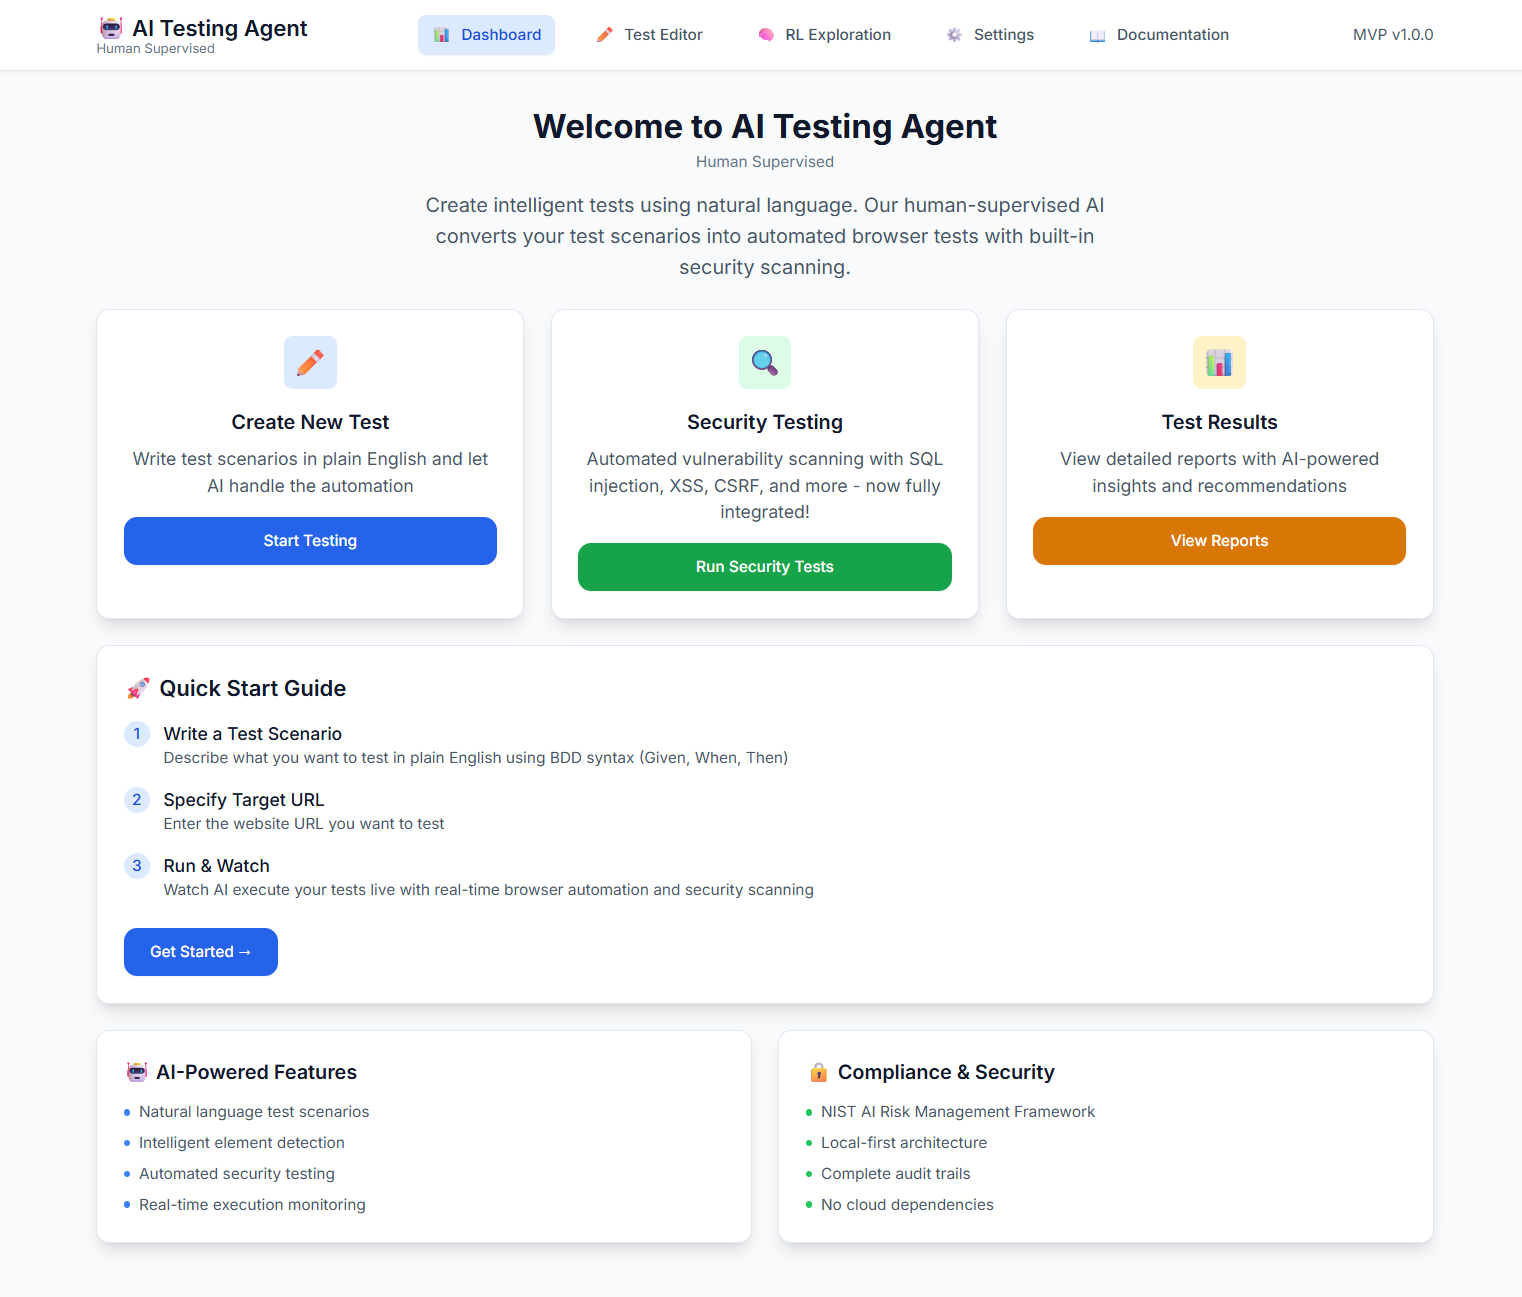 AI Testing Agent
Human Supervised
Dashboard
Test Editor
RL Exploration
Settings
Documentation
MVP v1.0.0
Welcome to AI Testing Agent
Human Supervised
Create intelligent tests using natural language. Our human-supervised AI
converts your test scenarios into automated browser tests with built-in
security scanning.
Create New Test
Write test scenarios in plain English and let
AI handle the automation
Start Testing
Security Testing
Automated vulnerability scanning with SQL
injection, XSS, CSRF, and more - now fully
integrated!
Run Security Tests
Test Results
View detailed reports with AI-powered
insights and recommendations
View Reports
Quick Start Guide
1
Write a Test Scenario
Describe what you want to test in plain English using BDD syntax (Given, When, Then)
2
Specify Target URL
Enter the website URL you want to test
3
Run & Watch
Watch AI execute your tests live with real-time browser automation and security scanning
Get Started →
AI-Powered Features
Natural language test scenarios
Intelligent element detection
Automated security testing
Real-time execution monitoring
Compliance & Security
NIST AI Risk Management Framework
Local-first architecture
Complete audit trails
No cloud dependencies